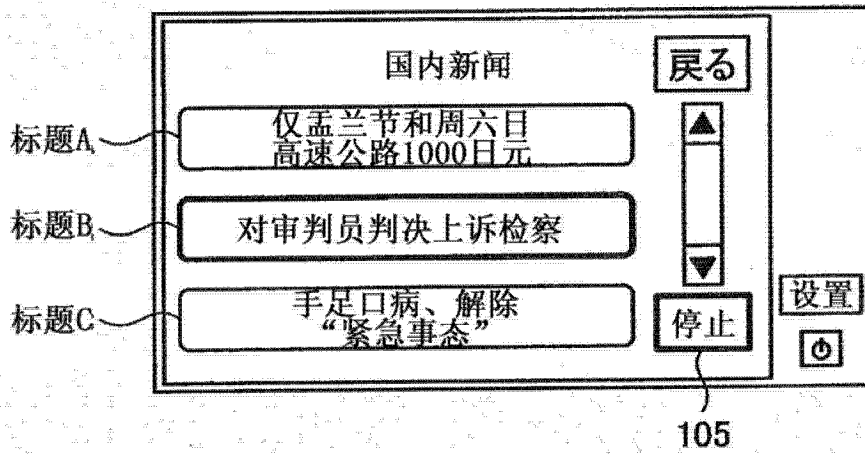 国内新闻
戻る
标题A
仅盂兰节和周六日
高速公路1000日元
标题B
对审判员判决上诉检察
标题C
手足口病、解除
“紧急事态”
停止
设置
105